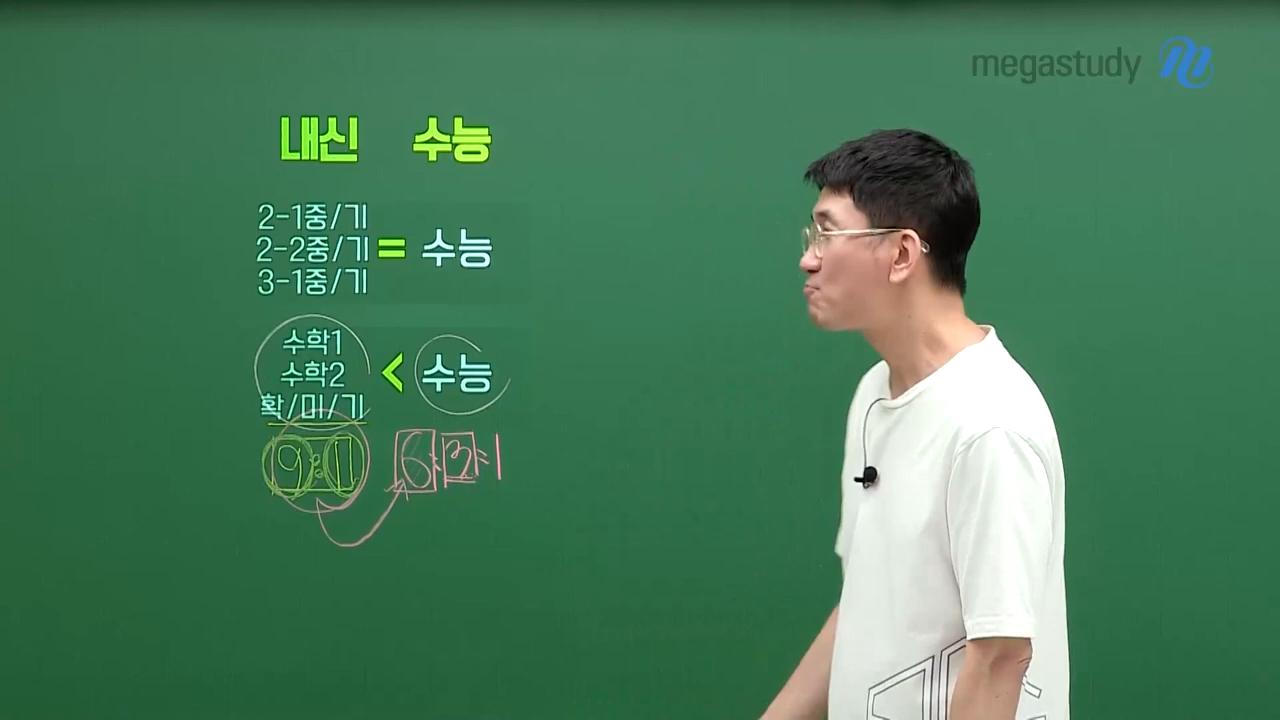 megastudy
내신 수능
2-1중/기
2-2중/기 = 수능
3-1중/기
수학1
수학2 < 수능
확/미/기
9:11 6:3:1